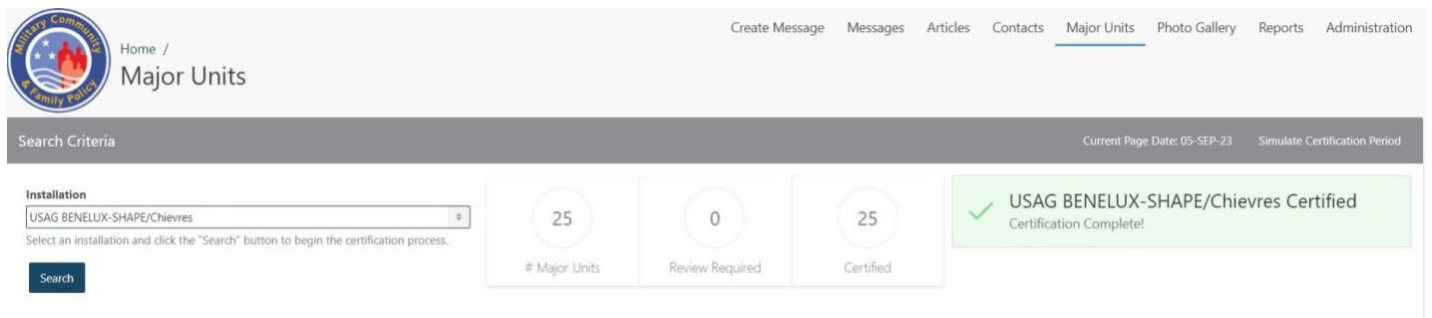 Military Community
& Family Policy
Home /
Major Units
Create Message Messages Articles Contacts Major Units Photo Gallery Reports Administration
Search Criteria
Current Page Date: 05-SEP-23 Simulate Certification Period
Installation
USAG BENELUX-SHAPE/Chievres
Select an installation and click the "Search" button to begin the certification process.
Search
25
# Major Units
0
Review Required
25
Certified
USAG BENELUX-SHAPE/Chievres Certified
Certification Complete!